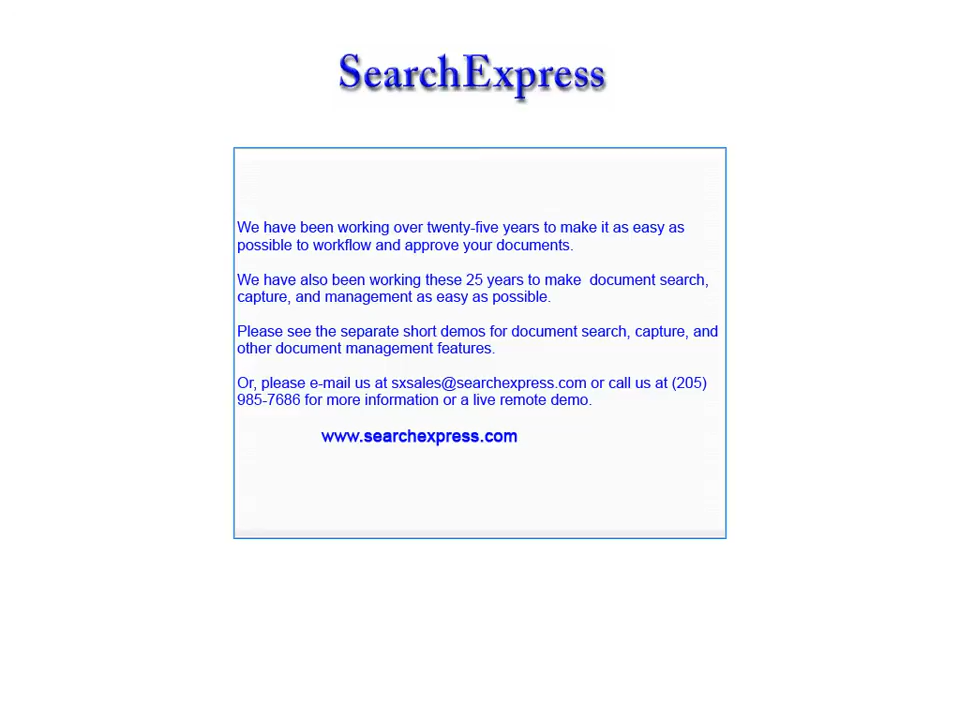 SearchExpress
We have been working over twenty-five years to make it as easy as
possible to workflow and approve your documents.
We have also been working these 25 years to make  document search,
capture, and management as easy as possible.
Please see the separate short demos for document search, capture, and
other document management features.
Or, please e-mail us at sxsales@searchexpress.com or call us at (205)
985-7686 for more information or a live remote demo.
www.searchexpress.com